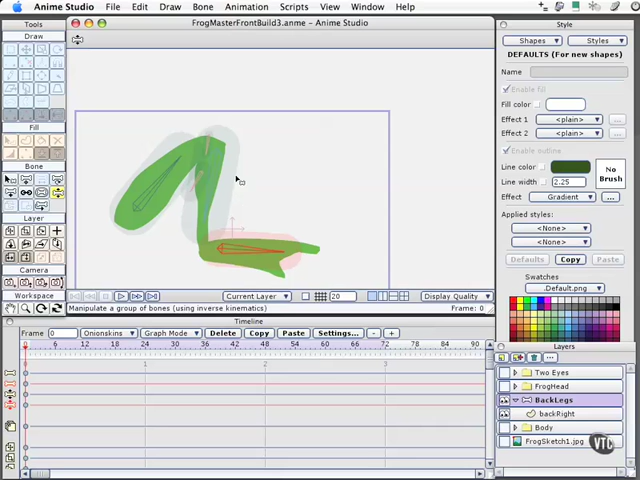 Anime Studio File Edit Draw Bone Animation Scripts View Window Help
FrogMasterFrontBuild3.anme - Anime Studio
Tools
Draw
Fill
Bone
Layer
Camera
Workspace
Current Layer
20
Display Quality
Manipulate a group of bones (using inverse kinematics)
Frame: 0
Timeline
Frame 0 Onionskins Graph Mode Delete Copy Paste Settings... - +
0 6 12 18 24 30 36 42 48 54 60 66 72 78 84 90
1 2 3
Style
Shapes Styles
DEFAULTS (For new shapes)
Name
Enable fill
Fill color
Effect 1 <plain> ...
Effect 2 <plain> ...
Enable outline
Line color
Line width 2.25
No Brush
Effect Gradient ...
Applied styles:
<None>
<None>
Defaults Copy Paste
Swatches
.Default.png
Layers
...
Two Eyes
FrogHead
BackLegs
backRight
Body
FrogSketch1.jpg
VTC